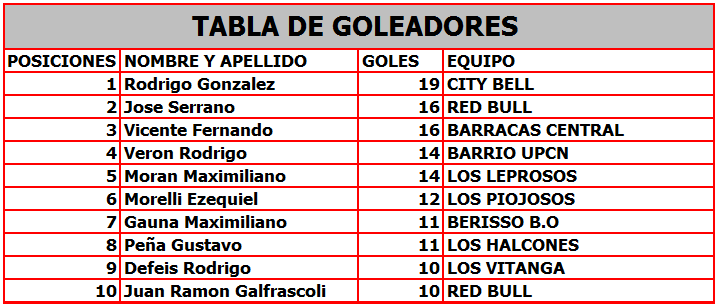 TABLA DE GOLEADORES
POSICIONES NOMBRE Y APELLIDO GOLES EQUIPO
1 Rodrigo Gonzalez 19 CITY BELL
2 Jose Serrano 16 RED BULL
3 Vicente Fernando 16 BARRACAS CENTRAL
4 Veron Rodrigo 14 BARRIO UPCN
5 Moran Maximiliano 14 LOS LEPROSOS
6 Morelli Ezequiel 12 LOS PIOJOSOS
7 Gauna Maximiliano 11 BERISSO B.O
8 Peña Gustavo 11 LOS HALCONES
9 Defeis Rodrigo 10 LOS VITANGA
10 Juan Ramon Galfrascoli 10 RED BULL